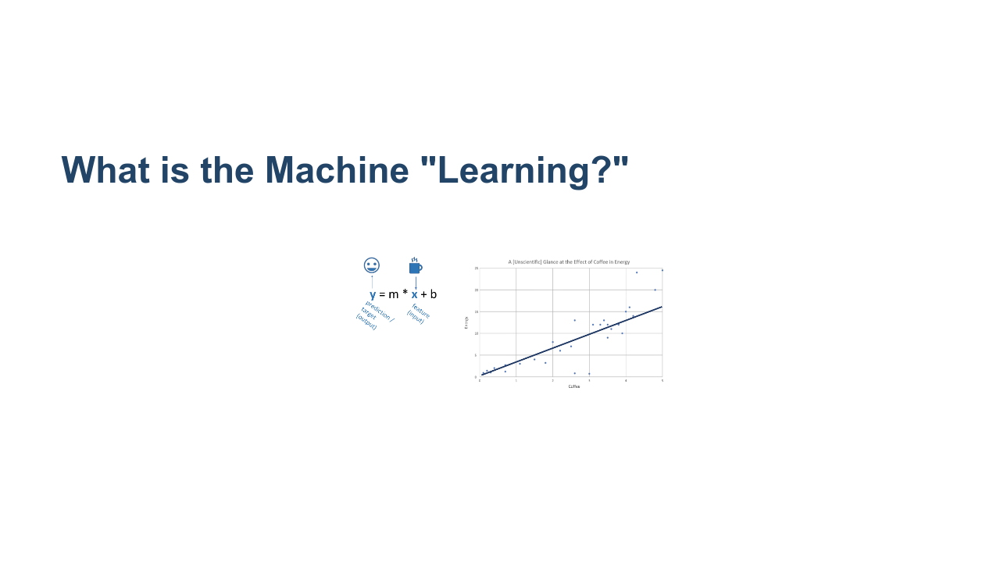 What is the Machine "Learning?"
y = m * x + b
prediction /
target
(output)
feature
(input)
A [Unscientific] Glance at the Effect of Coffee in Energy
25
20
15
10
5
0
Energy
0 1 2 3 4 5
Coffee